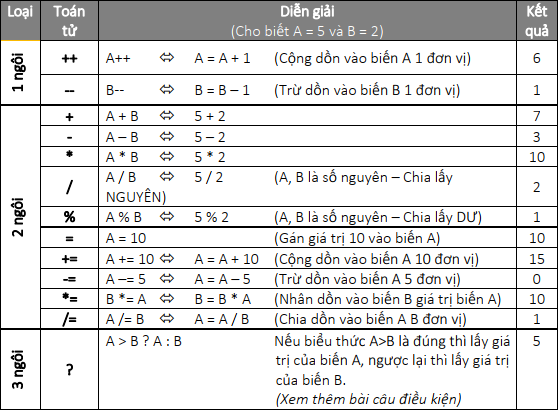 Loại Toán tử Diễn giải (Cho biết A = 5 và B = 2) Kết quả
1 ngôi
++ A++ ⇔ A = A + 1 (Cộng dồn vào biến A 1 đơn vị) 6
-- B-- ⇔ B = B – 1 (Trừ dồn vào biến B 1 đơn vị) 1
2 ngôi
+ A + B ⇔ 5 + 2 7
- A – B ⇔ 5 – 2 3
* A * B ⇔ 5 * 2 10
/ A / B ⇔ 5 / 2 (A, B là số nguyên – Chia lấy
NGUYÊN) 2
% A % B ⇔ 5 % 2 (A, B là số nguyên – Chia lấy DƯ) 1
= A = 10 (Gán giá trị 10 vào biến A) 10
+= A += 10 ⇔ A = A + 10 (Cộng dồn vào biến A 10 đơn vị) 15
-= A –= 5 ⇔ A = A – 5 (Trừ dồn vào biến A 5 đơn vị) 0
*= B *= A ⇔ B = B * A (Nhân dồn vào biến B giá trị biến A) 10
/= A /= B ⇔ A = A / B (Chia dồn vào biến A B đơn vị) 1
3 ngôi
? A > B ? A : B Nếu biểu thức A>B là đúng thì lấy giá 5
trị của biến A, ngược lại thì lấy giá trị
của biến B.
(Xem thêm bài câu điều kiện)